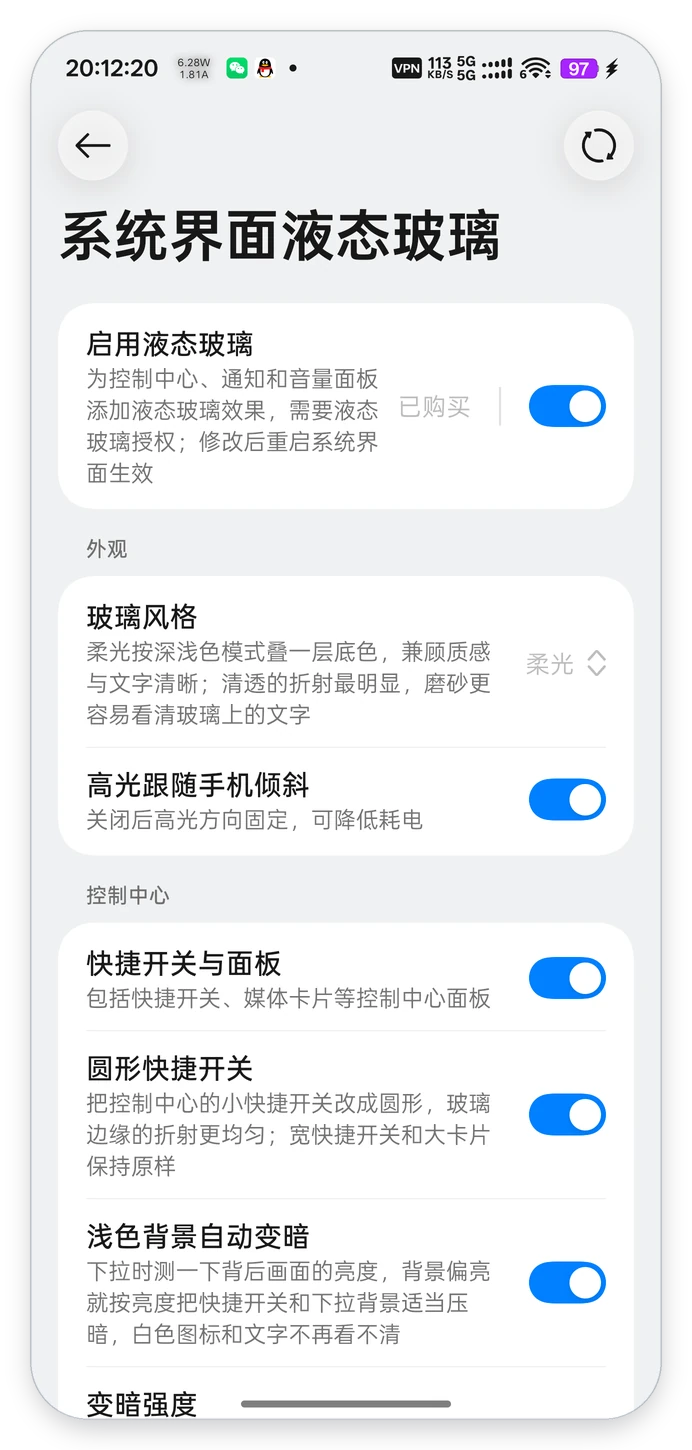 20:12:20 6.28W 1.81A VPN 113 KB/S 5G 5G 6 97
系统界面液态玻璃
启用液态玻璃
为控制中心、通知和音量面板
添加液态玻璃效果，需要液态
玻璃授权；修改后重启系统界
面生效
已购买
外观
玻璃风格
柔光按深浅色模式叠一层底色，兼顾质感
与文字清晰；清透的折射最明显，磨砂更
容易看清玻璃上的文字
柔光
高光跟随手机倾斜
关闭后高光方向固定，可降低耗电
控制中心
快捷开关与面板
包括快捷开关、媒体卡片等控制中心面板
圆形快捷开关
把控制中心的小快捷开关改成圆形，玻璃
边缘的折射更均匀；宽快捷开关和大卡片
保持原样
浅色背景自动变暗
下拉时测一下背后画面的亮度，背景偏亮
就按亮度把快捷开关和下拉背景适当压
暗，白色图标和文字不再看不清
变暗强度